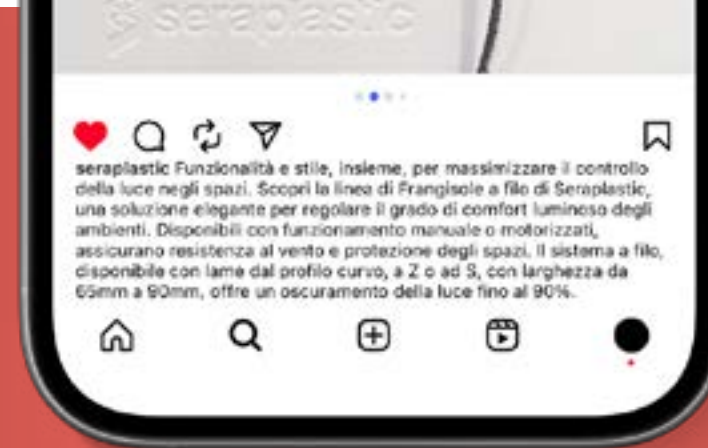 seraplastic
seraplastic Funzionalità e stile, insieme, per massimizzare il controllo
della luce negli spazi. Scopri la linea di Frangisole a filo di Seraplastic,
una soluzione elegante per regolare il grado di comfort luminoso degli
ambienti. Disponibili con funzionamento manuale o motorizzati,
assicurano resistenza al vento e protezione degli spazi. Il sistema a filo,
disponibile con lame dal profilo curvo, a Z o ad S, con larghezza da
65mm a 90mm, offre un oscuramento della luce fino al 90%.